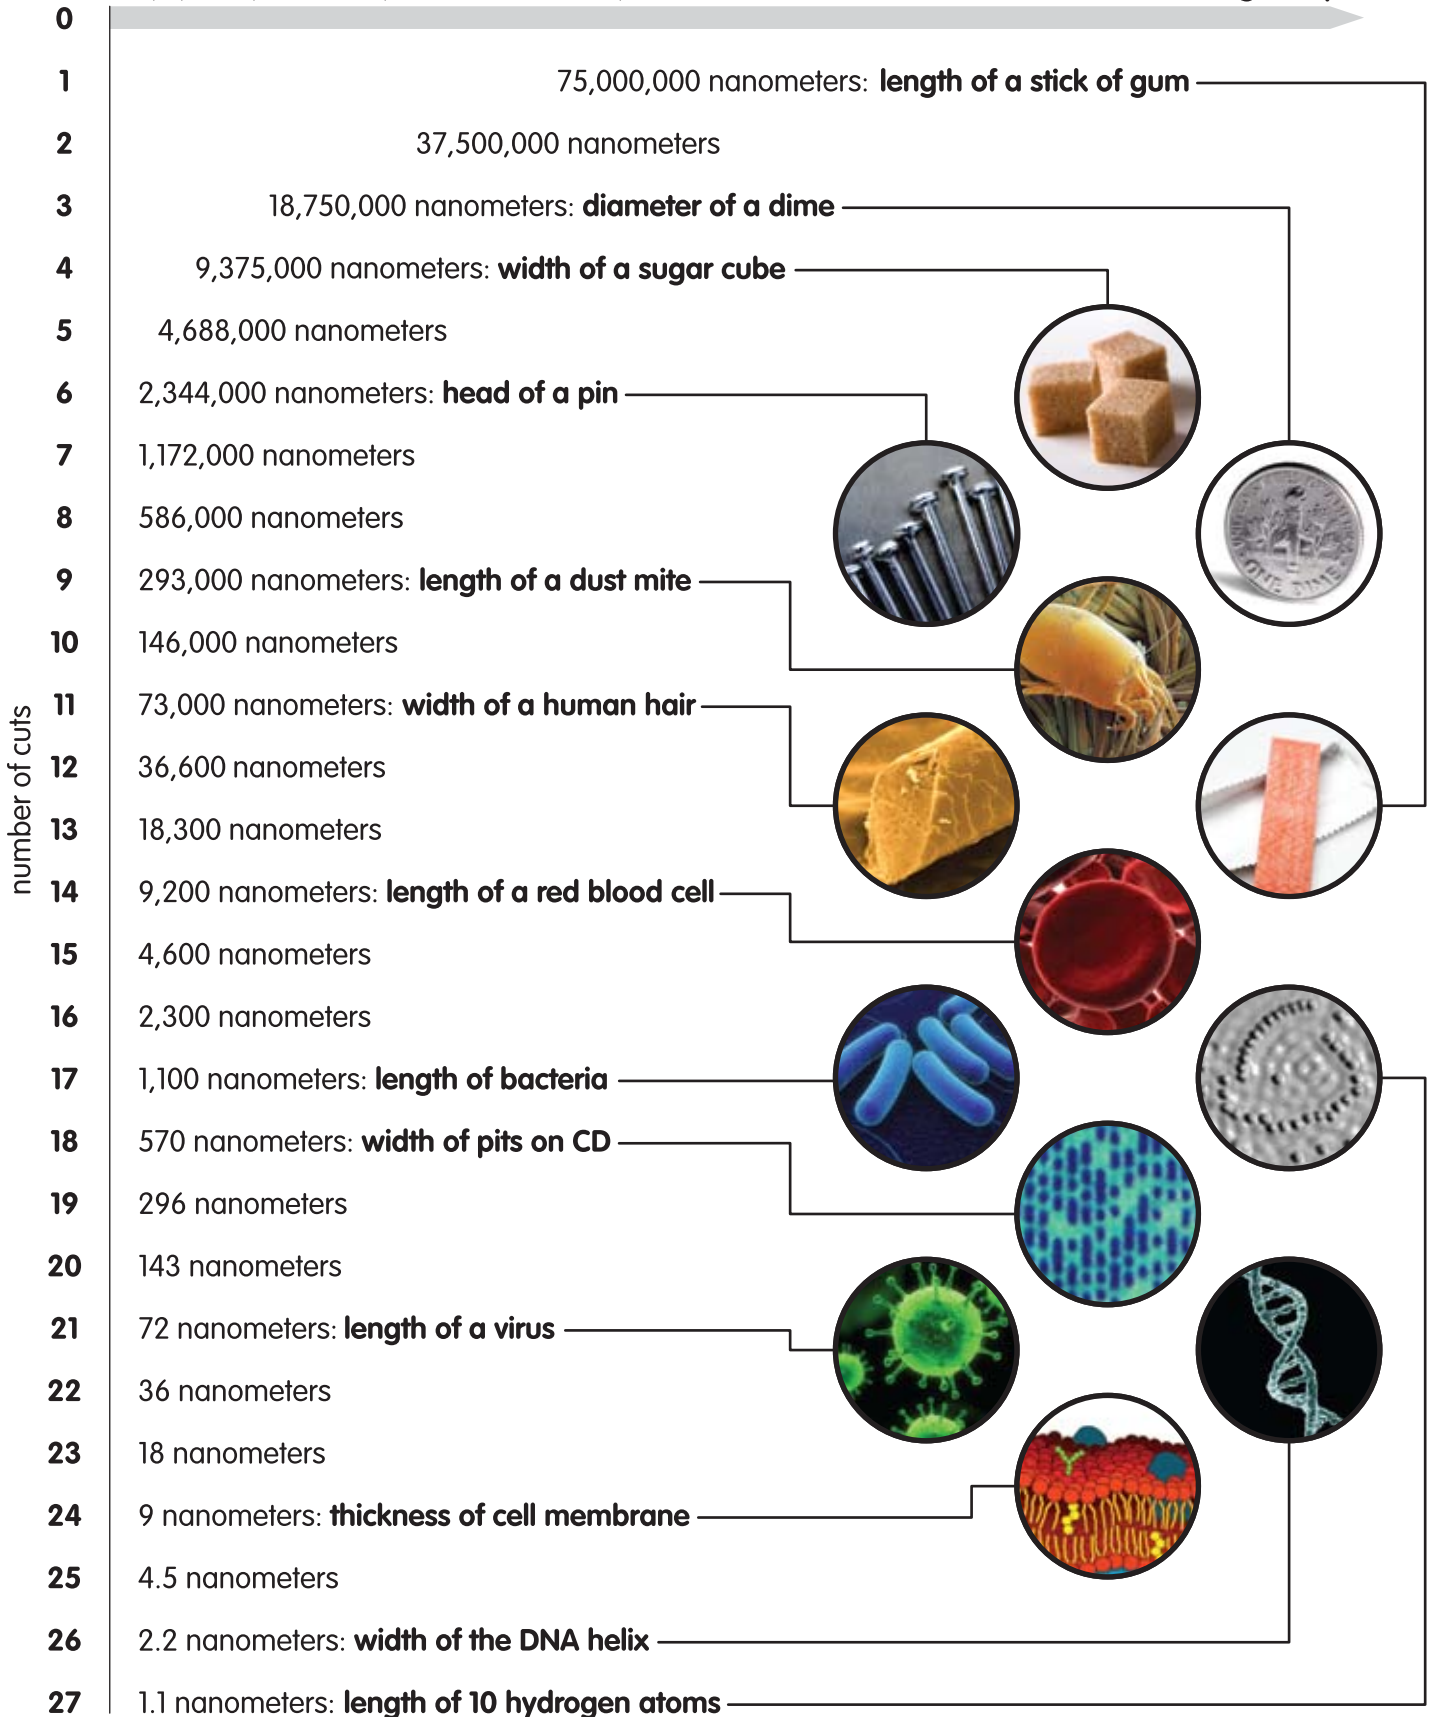 0
1 75,000,000 nanometers: length of a stick of gum
2 37,500,000 nanometers
3 18,750,000 nanometers: diameter of a dime
4 9,375,000 nanometers: width of a sugar cube
5 4,688,000 nanometers
6 2,344,000 nanometers: head of a pin
7 1,172,000 nanometers
8 586,000 nanometers
9 293,000 nanometers: length of a dust mite
10 146,000 nanometers
11 73,000 nanometers: width of a human hair
12 36,600 nanometers
13 18,300 nanometers
14 9,200 nanometers: length of a red blood cell
15 4,600 nanometers
16 2,300 nanometers
17 1,100 nanometers: length of bacteria
18 570 nanometers: width of pits on CD
19 296 nanometers
20 143 nanometers
21 72 nanometers: length of a virus
22 36 nanometers
23 18 nanometers
24 9 nanometers: thickness of cell membrane
25 4.5 nanometers
26 2.2 nanometers: width of the DNA helix
27 1.1 nanometers: length of 10 hydrogen atoms
number of cuts
ONE DIME